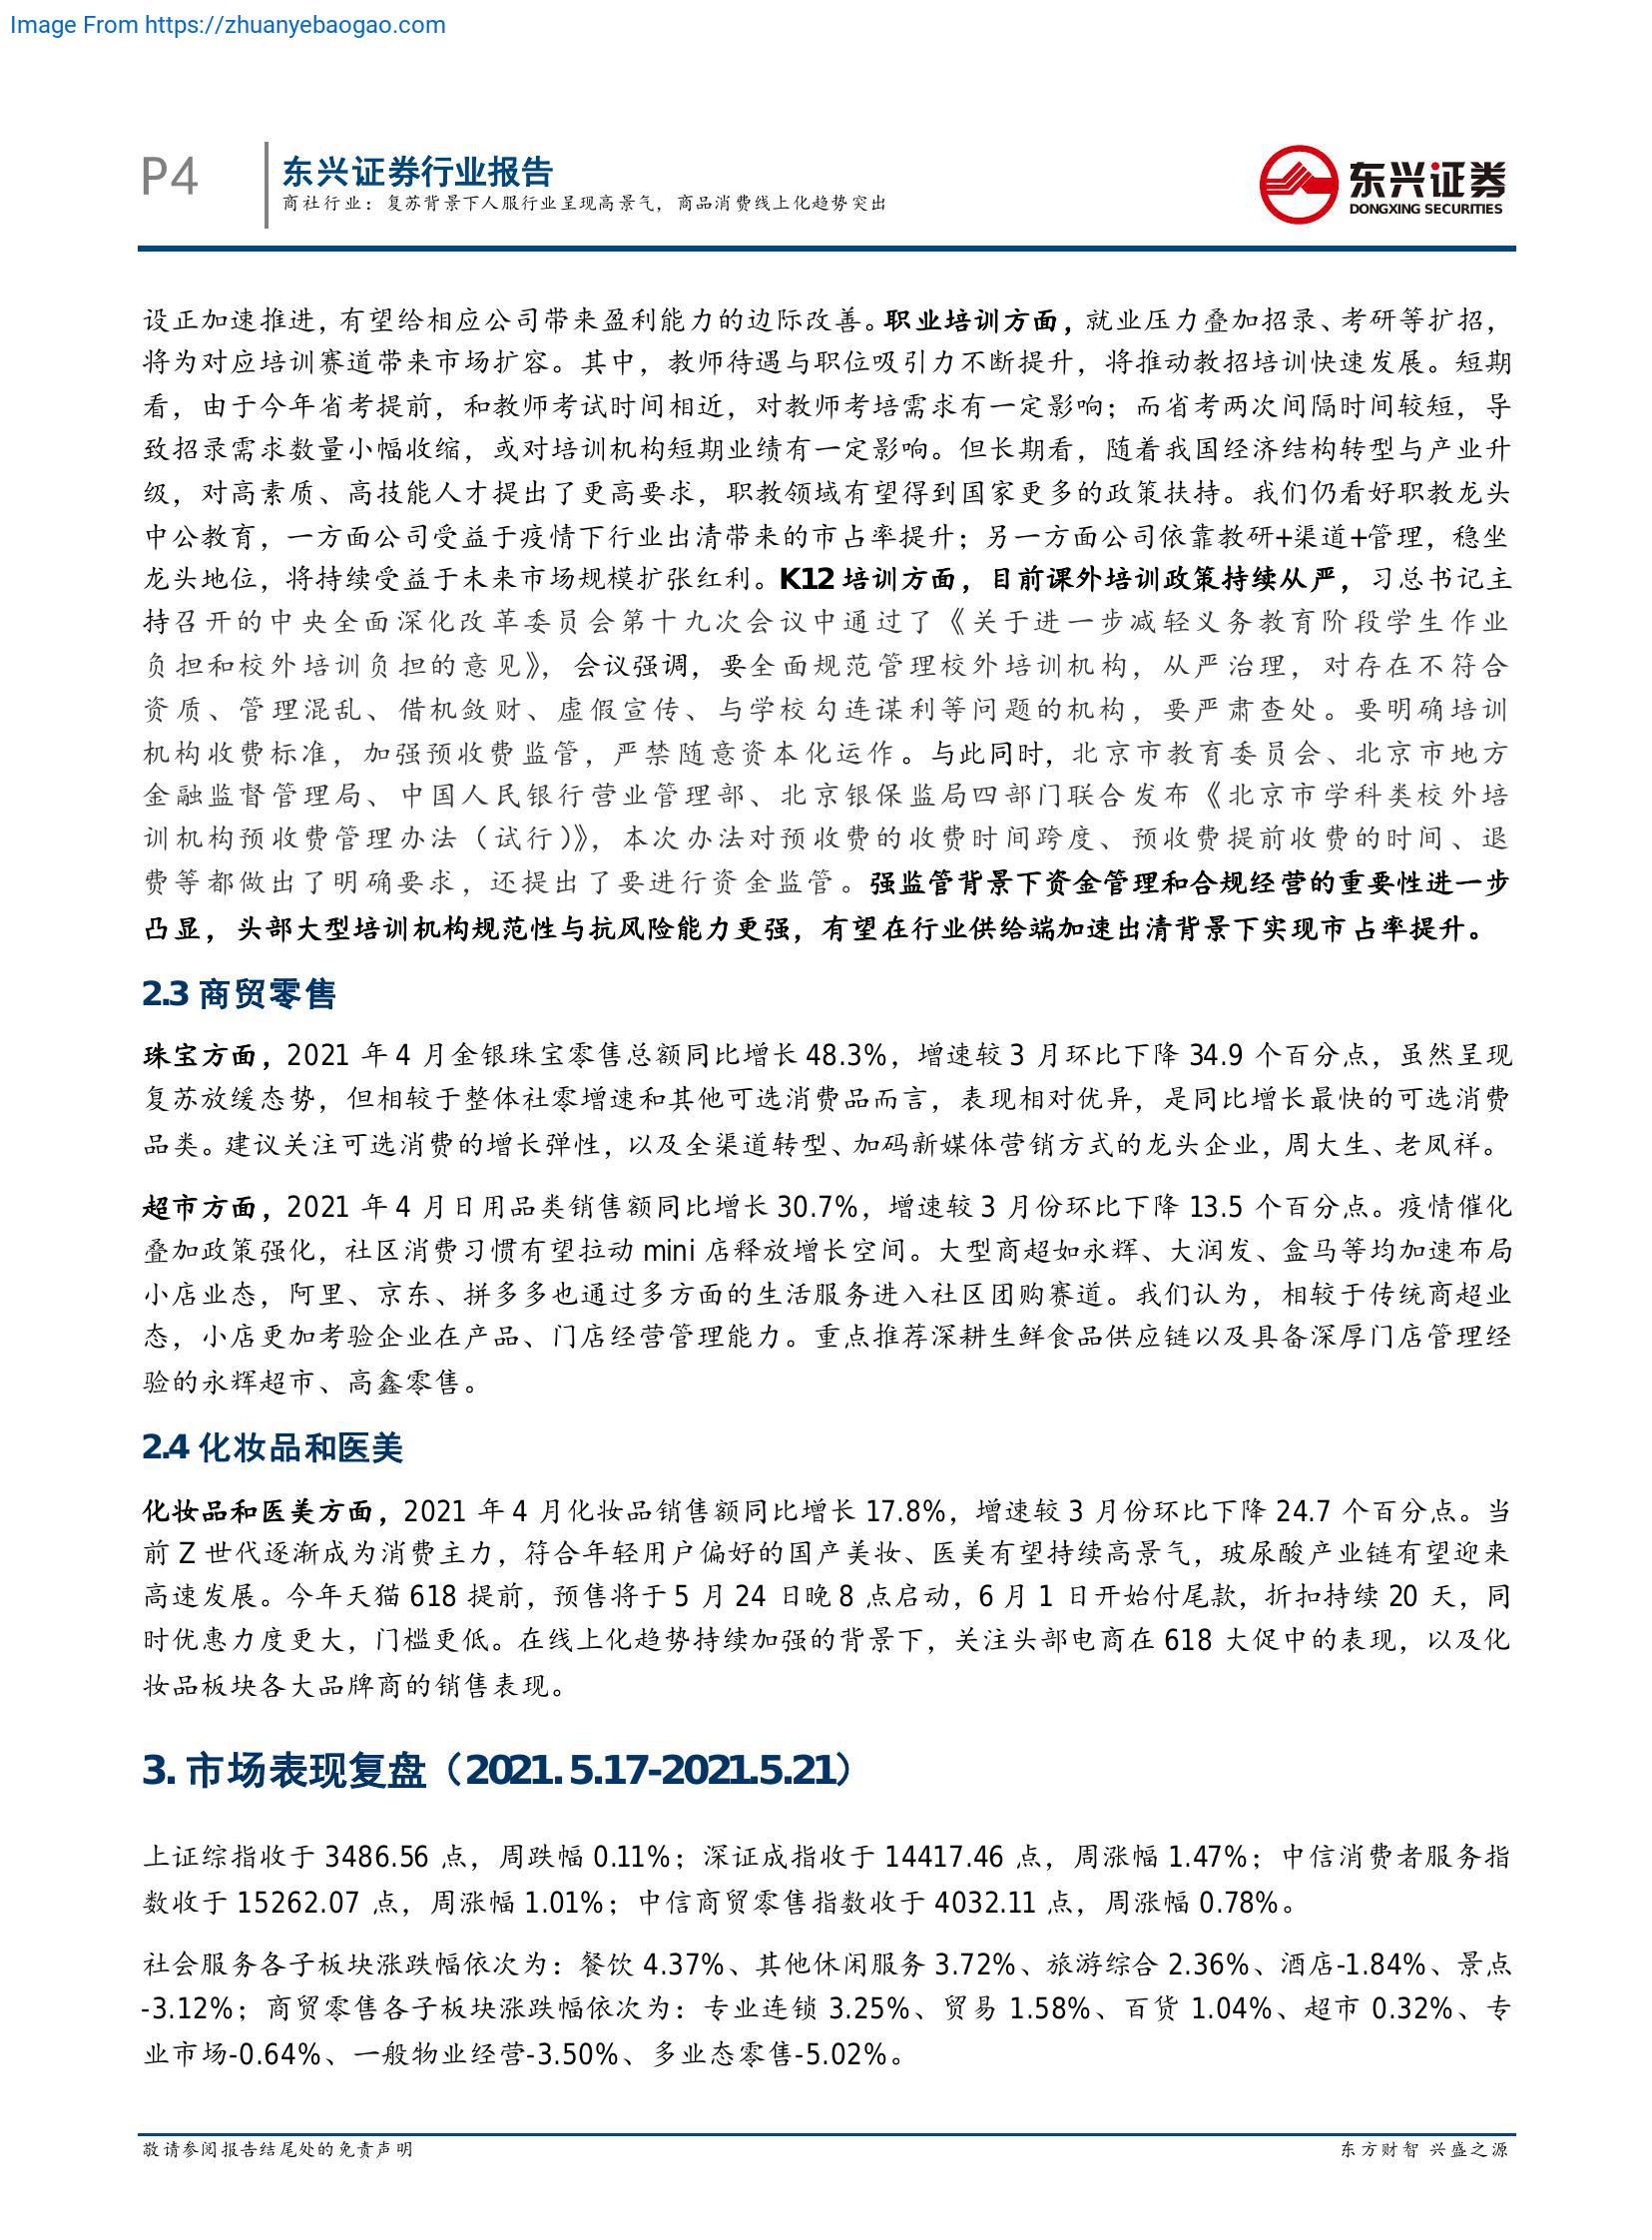 Image From https://zhuanyebaogao.com
P4
东兴证券行业报告
商社行业：复苏背景下人服行业呈现高景气，商品消费线上化趋势突出
东兴证券
DONGXING SECURITIES
设正加速推进，有望给相应公司带来盈利能力的边际改善。职业培训方面，就业压力叠加招录、考研等扩招，
将为对应培训赛道带来市场扩容。其中，教师待遇与职位吸引力不断提升，将推动教招培训快速发展。短期
看，由于今年省考提前，和教师考试时间相近，对教师考培需求有一定影响；而省考两次间隔时间较短，导
致招录需求数量小幅收缩，或对培训机构短期业绩有一定影响。但长期看，随着我国经济结构转型与产业升
级，对高素质、高技能人才提出了更高要求，职教领域有望得到国家更多的政策扶持。我们仍看好职教龙头
中公教育，一方面公司受益于疫情下行业出清带来的市占率提升；另一方面公司依靠教研+渠道+管理，稳坐
龙头地位，将持续受益于未来市场规模扩张红利。K12 培训方面，目前课外培训政策持续从严，习总书记主
持召开的中央全面深化改革委员会第十九次会议中通过了《关于进一步减轻义务教育阶段学生作业
负担和校外培训负担的意见》，会议强调，要全面规范管理校外培训机构，从严治理，对存在不符合
资质、管理混乱、借机敛财、虚假宣传、与学校勾连谋利等问题的机构，要严肃查处。要明确培训
机构收费标准，加强预收费监管，严禁随意资本化运作。与此同时，北京市教育委员会、北京市地方
金融监督管理局、中国人民银行营业管理部、北京银保监局四部门联合发布《北京市学科类校外培
训机构预收费管理办法（试行）》，本次办法对预收费的收费时间跨度、预收费提前收费的时间、退
费等都做出了明确要求，还提出了要进行资金监管。强监管背景下资金管理和合规经营的重要性进一步
凸显，头部大型培训机构规范性与抗风险能力更强，有望在行业供给端加速出清背景下实现市占率提升。
2.3 商贸零售
珠宝方面，2021 年 4 月金银珠宝零售总额同比增长 48.3%，增速较 3 月环比下降 34.9 个百分点，虽然呈现
复苏放缓态势，但相较于整体社零增速和其他可选消费品而言，表现相对优异，是同比增长最快的可选消费
品类。建议关注可选消费的增长弹性，以及全渠道转型、加码新媒体营销方式的龙头企业，周大生、老凤祥。
超市方面，2021 年 4 月日用品类销售额同比增长 30.7%，增速较 3 月份环比下降 13.5 个百分点。疫情催化
叠加政策强化，社区消费习惯有望拉动 mini 店释放增长空间。大型商超如永辉、大润发、盒马等均加速布局
小店业态，阿里、京东、拼多多也通过多方面的生活服务进入社区团购赛道。我们认为，相较于传统商超业
态，小店更加考验企业在产品、门店经营管理能力。重点推荐深耕生鲜食品供应链以及具备深厚门店管理经
验的永辉超市、高鑫零售。
2.4 化妆品和医美
化妆品和医美方面，2021 年 4 月化妆品销售额同比增长 17.8%，增速较 3 月份环比下降 24.7 个百分点。当
前 Z 世代逐渐成为消费主力，符合年轻用户偏好的国产美妆、医美有望持续高景气，玻尿酸产业链有望迎来
高速发展。今年天猫 618 提前，预售将于 5 月 24 日晚 8 点启动，6 月 1 日开始付尾款，折扣持续 20 天，同
时优惠力度更大，门槛更低。在线上化趋势持续加强的背景下，关注头部电商在 618 大促中的表现，以及化
妆品板块各大品牌商的销售表现。
3. 市场表现复盘（2021. 5.17-2021.5.21）
上证综指收于 3486.56 点，周跌幅 0.11%；深证成指收于 14417.46 点，周涨幅 1.47%；中信消费者服务指
数收于 15262.07 点，周涨幅 1.01%；中信商贸零售指数收于 4032.11 点，周涨幅 0.78%。
社会服务各子板块涨跌幅依次为：餐饮 4.37%、其他休闲服务 3.72%、旅游综合 2.36%、酒店-1.84%、景点
-3.12%；商贸零售各子板块涨跌幅依次为：专业连锁 3.25%、贸易 1.58%、百货 1.04%、超市 0.32%、专
业市场-0.64%、一般物业经营-3.50%、多业态零售-5.02%。
敬请参阅报告结尾处的免责声明
东方财智 兴盛之源